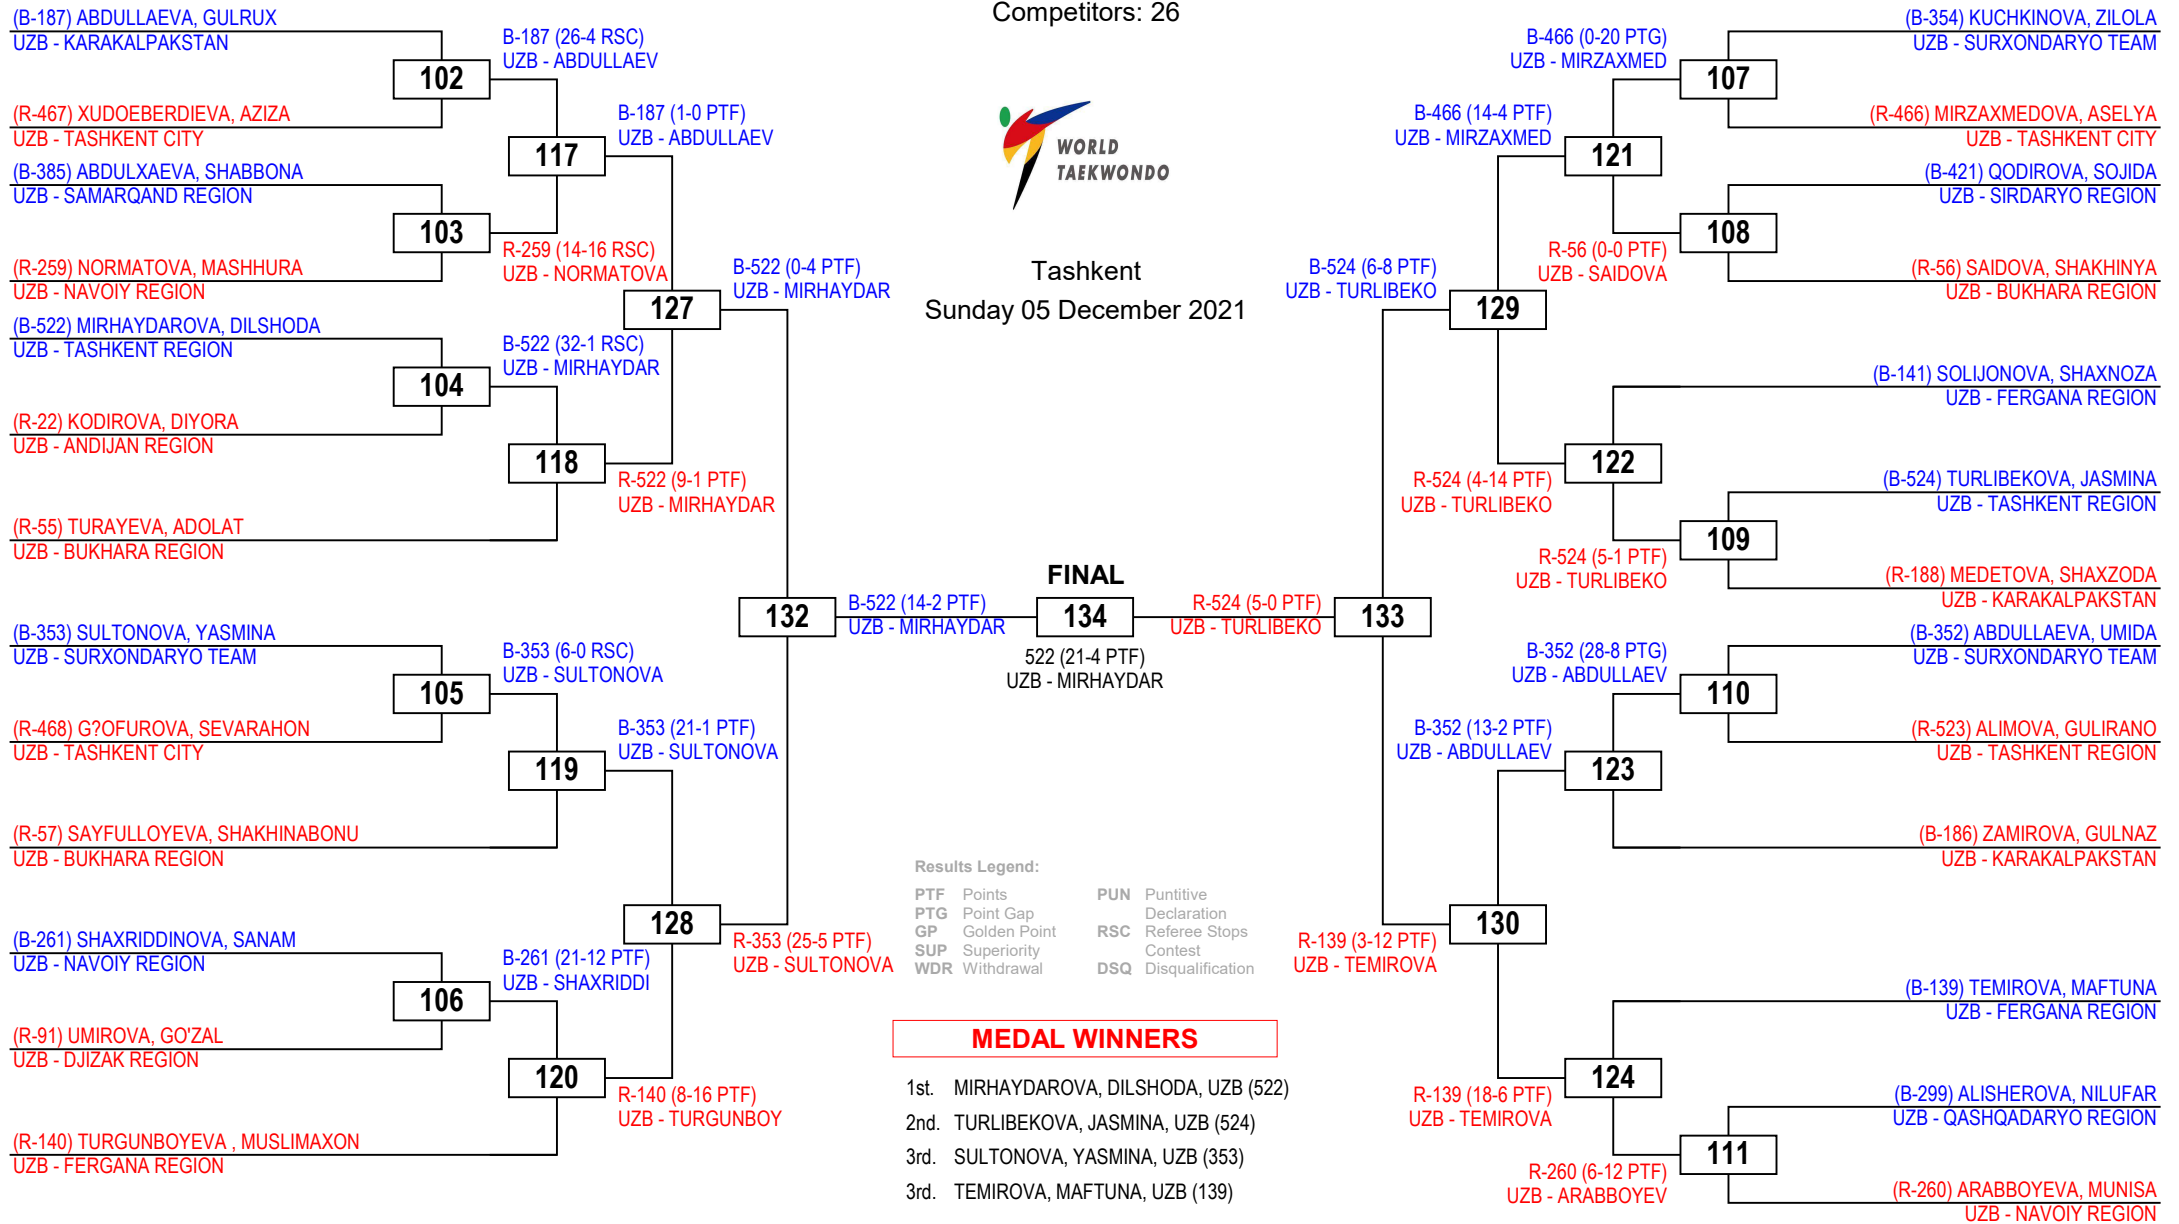 Competitors: 26
(B-187) ABDULLAEVA, GULRUX
UZB - KARAKALPAKSTAN
102
(R-467) XUDOEBERDIEVA, AZIZA
UZB - TASHKENT CITY
(B-385) ABDULXAEVA, SHABBONA
UZB - SAMARQAND REGION
103
(R-259) NORMATOVA, MASHHURA
UZB - NAVOIY REGION
(B-522) MIRHAYDAROVA, DILSHODA
UZB - TASHKENT REGION
104
(R-22) KODIROVA, DIYORA
UZB - ANDIJAN REGION
(R-55) TURAYEVA, ADOLAT
UZB - BUKHARA REGION
(B-353) SULTONOVA, YASMINA
UZB - SURXONDARYO TEAM
105
(R-468) G?OFUROVA, SEVARAHON
UZB - TASHKENT CITY
(R-57) SAYFULLOYEVA, SHAKHINABONU
UZB - BUKHARA REGION
(B-261) SHAXRIDDINOVA, SANAM
UZB - NAVOIY REGION
106
(R-91) UMIROVA, GO'ZAL
UZB - DJIZAK REGION
(R-140) TURGUNBOYEVA , MUSLIMAXON
UZB - FERGANA REGION
B-187 (26-4 RSC)
UZB - ABDULLAEV
117
R-259 (14-16 RSC)
UZB - NORMATOVA
B-522 (32-1 RSC)
UZB - MIRHAYDAR
118
B-353 (6-0 RSC)
UZB - SULTONOVA
119
B-261 (21-12 PTF)
UZB - SHAXRIDDI
120
B-187 (1-0 PTF)
UZB - ABDULLAEV
127
R-522 (9-1 PTF)
UZB - MIRHAYDAR
B-353 (21-1 PTF)
UZB - SULTONOVA
128
R-140 (8-16 PTF)
UZB - TURGUNBOY
B-522 (0-4 PTF)
UZB - MIRHAYDAR
132
R-353 (25-5 PTF)
UZB - SULTONOVA
B-522 (14-2 PTF)
UZB - MIRHAYDAR
WORLD
TAEKWONDO
Tashkent
Sunday 05 December 2021
FINAL
134
522 (21-4 PTF)
UZB - MIRHAYDAR
R-524 (5-0 PTF)
UZB - TURLIBEKO
133
B-524 (6-8 PTF)
UZB - TURLIBEKO
129
R-139 (3-12 PTF)
UZB - TEMIROVA
130
B-466 (14-4 PTF)
UZB - MIRZAXMED
121
R-524 (4-14 PTF)
UZB - TURLIBEKO
122
B-352 (13-2 PTF)
UZB - ABDULLAEV
123
R-139 (18-6 PTF)
UZB - TEMIROVA
124
B-466 (0-20 PTG)
UZB - MIRZAXMED
107
R-56 (0-0 PTF)
UZB - SAIDOVA
108
R-524 (5-1 PTF)
UZB - TURLIBEKO
109
B-352 (28-8 PTG)
UZB - ABDULLAEV
110
R-260 (6-12 PTF)
UZB - ARABBOYEV
111
(B-354) KUCHKINOVA, ZILOLA
UZB - SURXONDARYO TEAM
(R-466) MIRZAXMEDOVA, ASELYA
UZB - TASHKENT CITY
(B-421) QODIROVA, SOJIDA
UZB - SIRDARYO REGION
(R-56) SAIDOVA, SHAKHINYA
UZB - BUKHARA REGION
(B-141) SOLIJONOVA, SHAXNOZA
UZB - FERGANA REGION
(B-524) TURLIBEKOVA, JASMINA
UZB - TASHKENT REGION
(R-188) MEDETOVA, SHAXZODA
UZB - KARAKALPAKSTAN
(B-352) ABDULLAEVA, UMIDA
UZB - SURXONDARYO TEAM
(R-523) ALIMOVA, GULIRANO
UZB - TASHKENT REGION
(B-186) ZAMIROVA, GULNAZ
UZB - KARAKALPAKSTAN
(B-139) TEMIROVA, MAFTUNA
UZB - FERGANA REGION
(B-299) ALISHEROVA, NILUFAR
UZB - QASHQADARYO REGION
(R-260) ARABBOYEVA, MUNISA
UZB - NAVOIY REGION
Results Legend:
PTF Points
PTG Point Gap
GP Golden Point
SUP Superiority
WDR Withdrawal
PUN Puntitive
Declaration
RSC Referee Stops
Contest
DSQ Disqualification
MEDAL WINNERS
1st. MIRHAYDAROVA, DILSHODA, UZB (522)
2nd. TURLIBEKOVA, JASMINA, UZB (524)
3rd. SULTONOVA, YASMINA, UZB (353)
3rd. TEMIROVA, MAFTUNA, UZB (139)